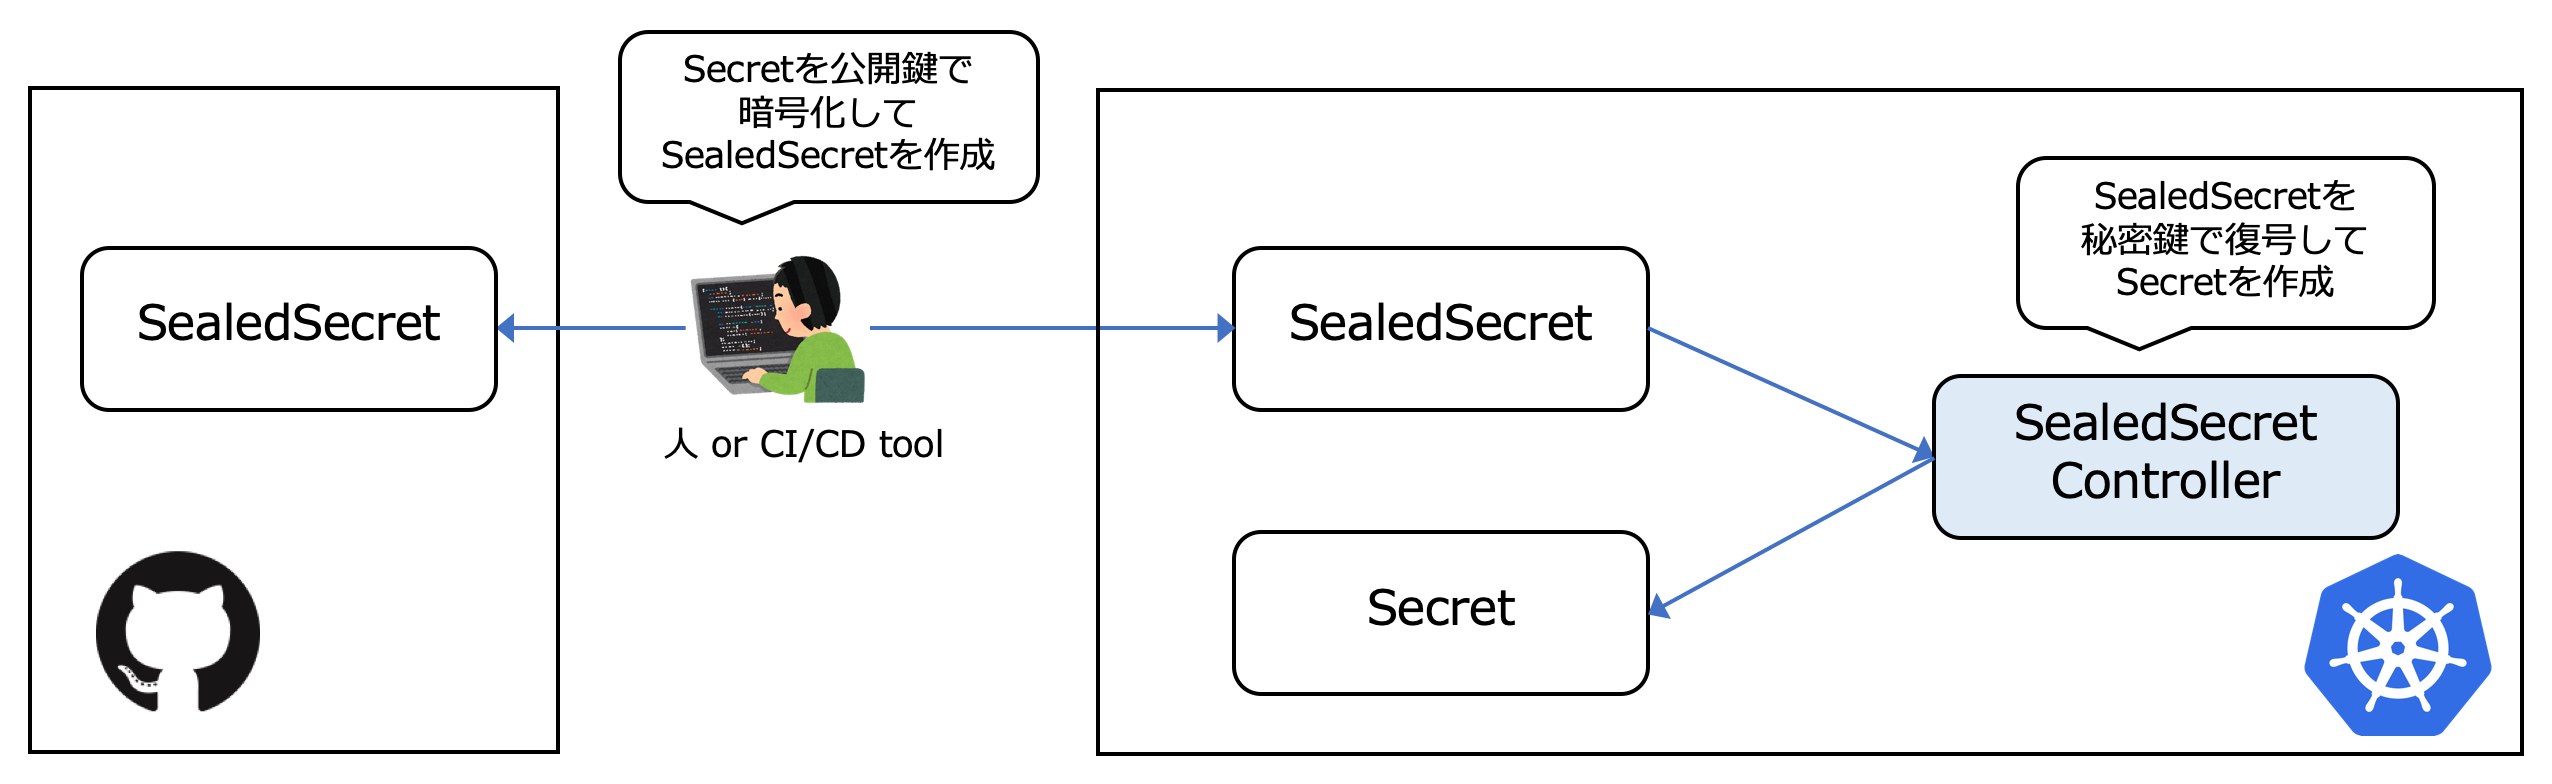 Secretを公開鍵で
暗号化して
SealedSecretを作成
SealedSecret
人 or CI/CD tool
SealedSecret
Secret
SealedSecretを
秘密鍵で復号して
Secretを作成
SealedSecret
Controller